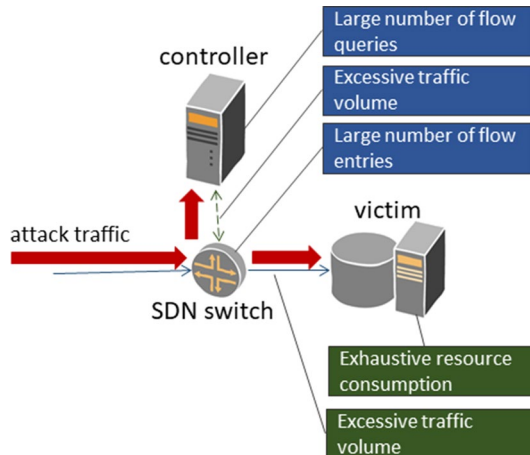 Large number of flow
queries
controller
Excessive traffic
volume
Large number of flow
entries
victim
attack traffic
SDN switch
Exhaustive resource
consumption
Excessive traffic
volume